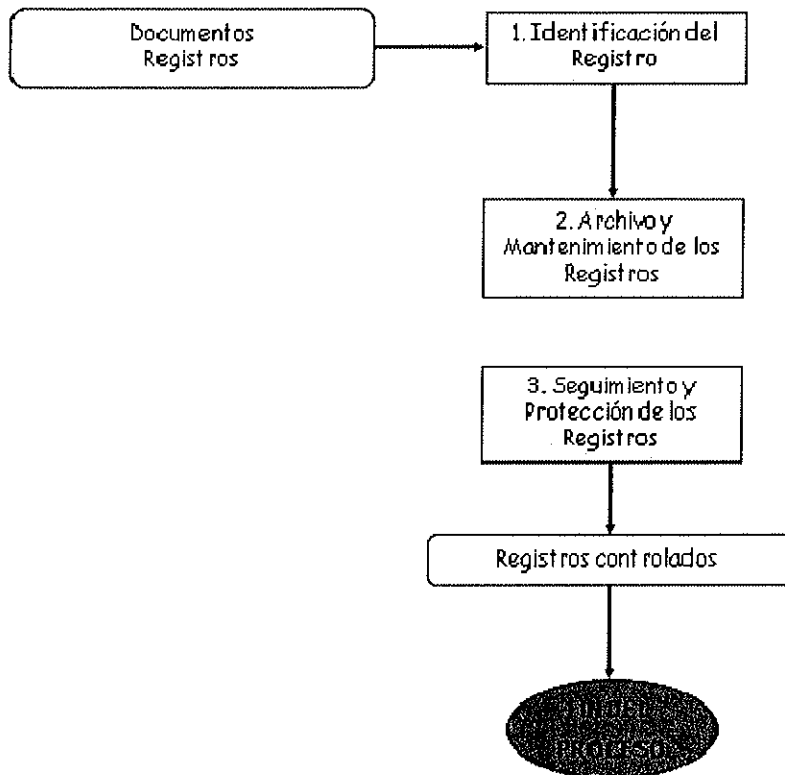 Documentos
Registros
1. Identificación del
Registro
2. Archivo y
Mantenimiento de los
Registros
3. Seguimiento y
Protección de los
Registros
Registros controlados
PROCESO